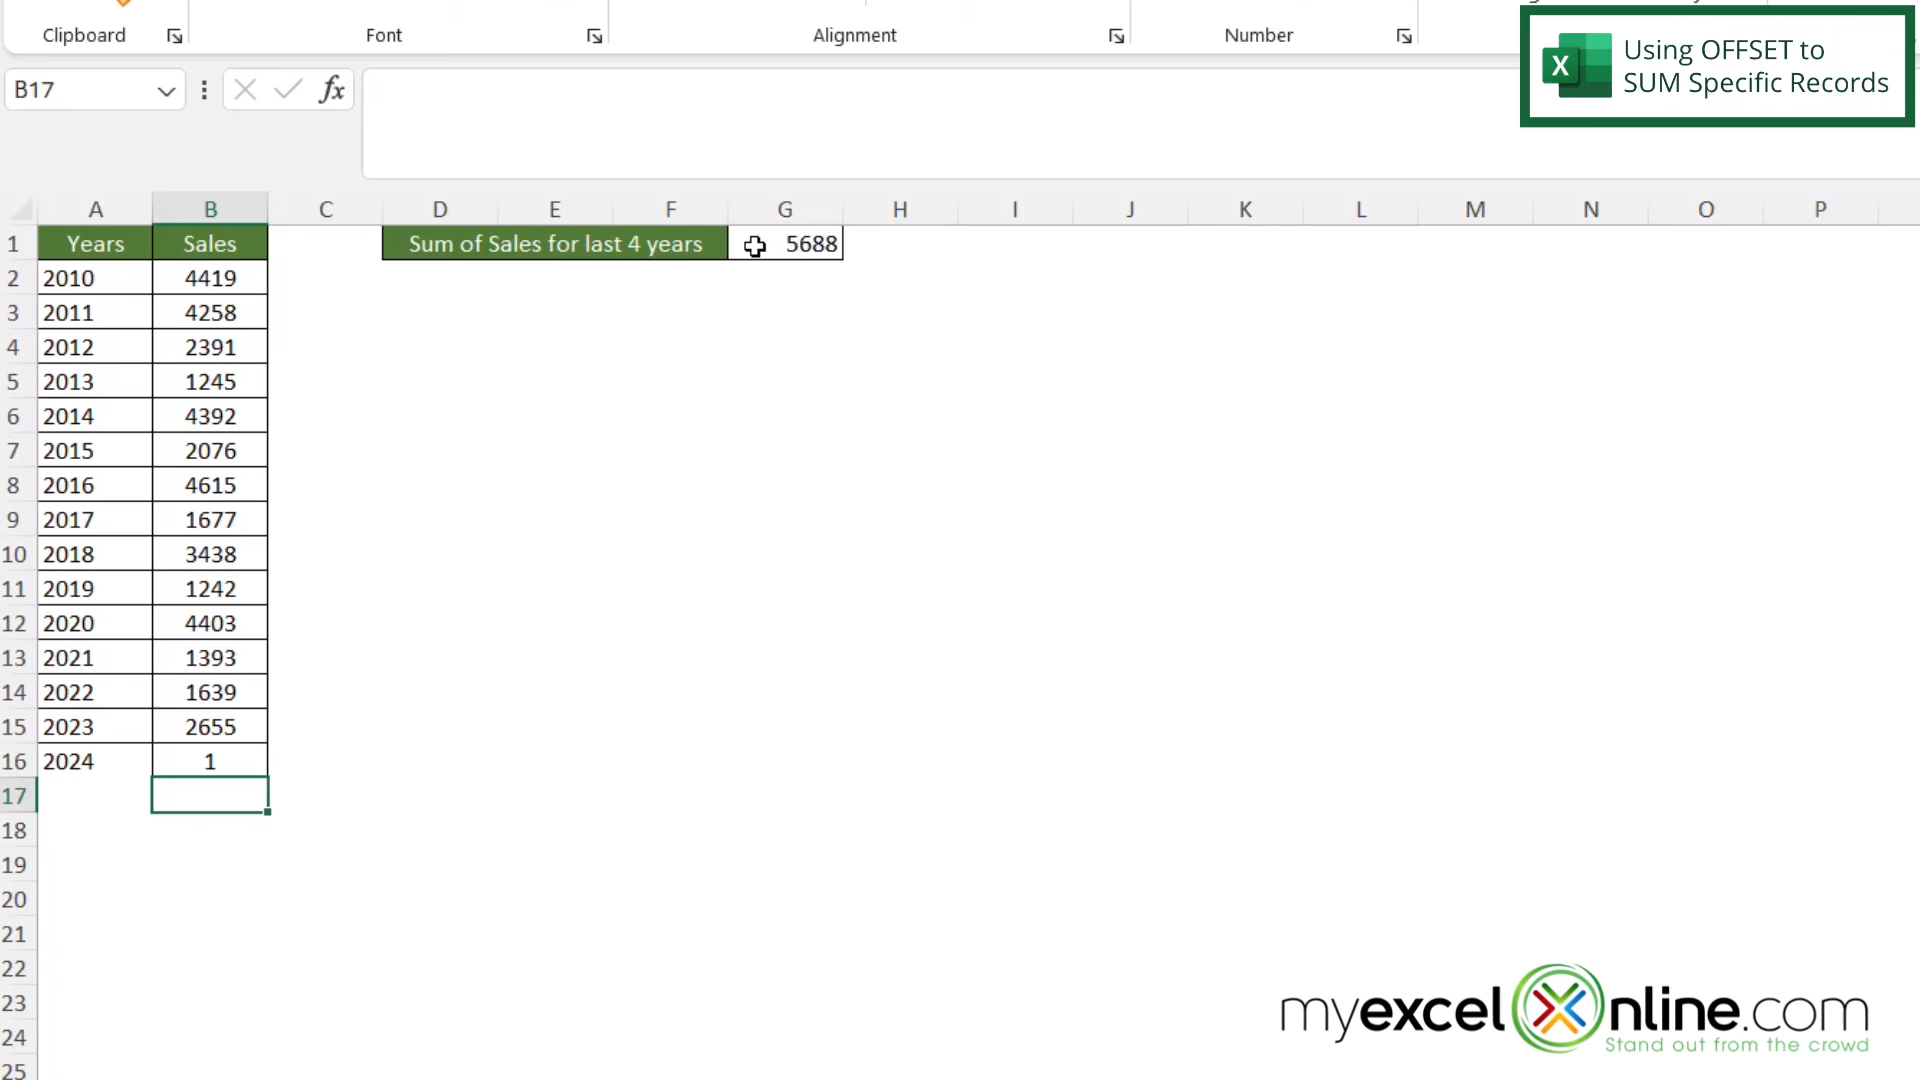 Clipboard Font Alignment Number
Using OFFSET to
SUM Specific Records
X
B17 fx
A B C D E F G H I J K L M N O P
1 Years Sales Sum of Sales for last 4 years 5688
2 2010 4419
3 2011 4258
4 2012 2391
5 2013 1245
6 2014 4392
7 2015 2076
8 2016 4615
9 2017 1677
10 2018 3438
11 2019 1242
12 2020 4403
13 2021 1393
14 2022 1639
15 2023 2655
16 2024 1
17
18
19
20
21
22
23
24
25
myexcelXnline.com
Stand out from the crowd